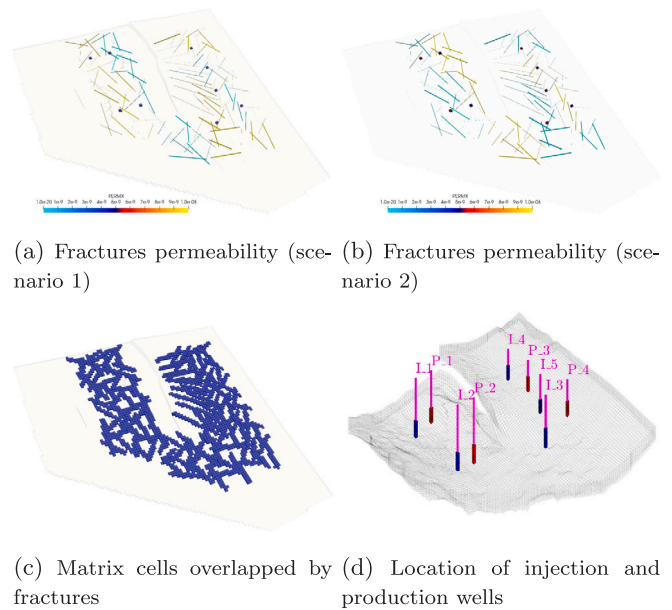 PERMX
1.0e-20 1e-9 2e-9 3e-9 4e-9 5e-9 6e-9 7e-9 8e-9 9e-9 1.0e-08
PERMX
1.0e-20 1e-9 2e-9 3e-9 4e-9 5e-9 6e-9 7e-9 8e-9 9e-9 1.0e-08
(a) Fractures permeability (sce-
nario 1)
(b) Fractures permeability (sce-
nario 2)
I_4
P_3
I_1
P_1
I_5
P_4
I_2
P_2
I_3
(c) Matrix cells overlapped by
fractures
(d) Location of injection and
production wells